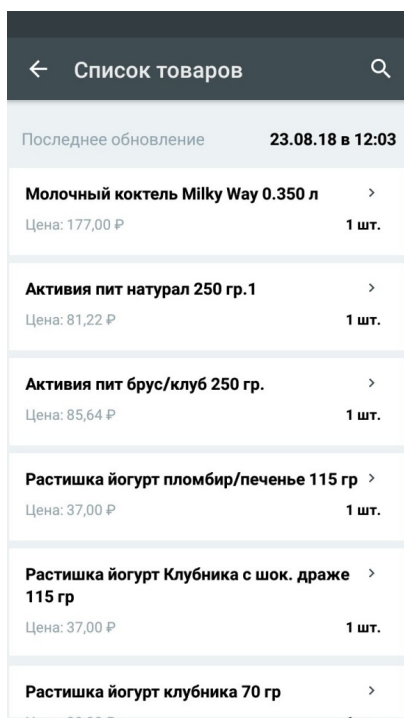 Список товаров
Последнее обновление 23.08.18 в 12:03
Молочный коктель Milky Way 0.350 л
Цена: 177,00 ₽ 1 шт.
Активия пит натурал 250 гр.1
Цена: 81,22 ₽ 1 шт.
Активия пит брус/клуб 250 гр.
Цена: 85,64 ₽ 1 шт.
Растишка йогурт пломбир/печенье 115 гр
Цена: 37,00 ₽ 1 шт.
Растишка йогурт Клубника с шок. драже
115 гр
Цена: 37,00 ₽ 1 шт.
Растишка йогурт клубника 70 гр